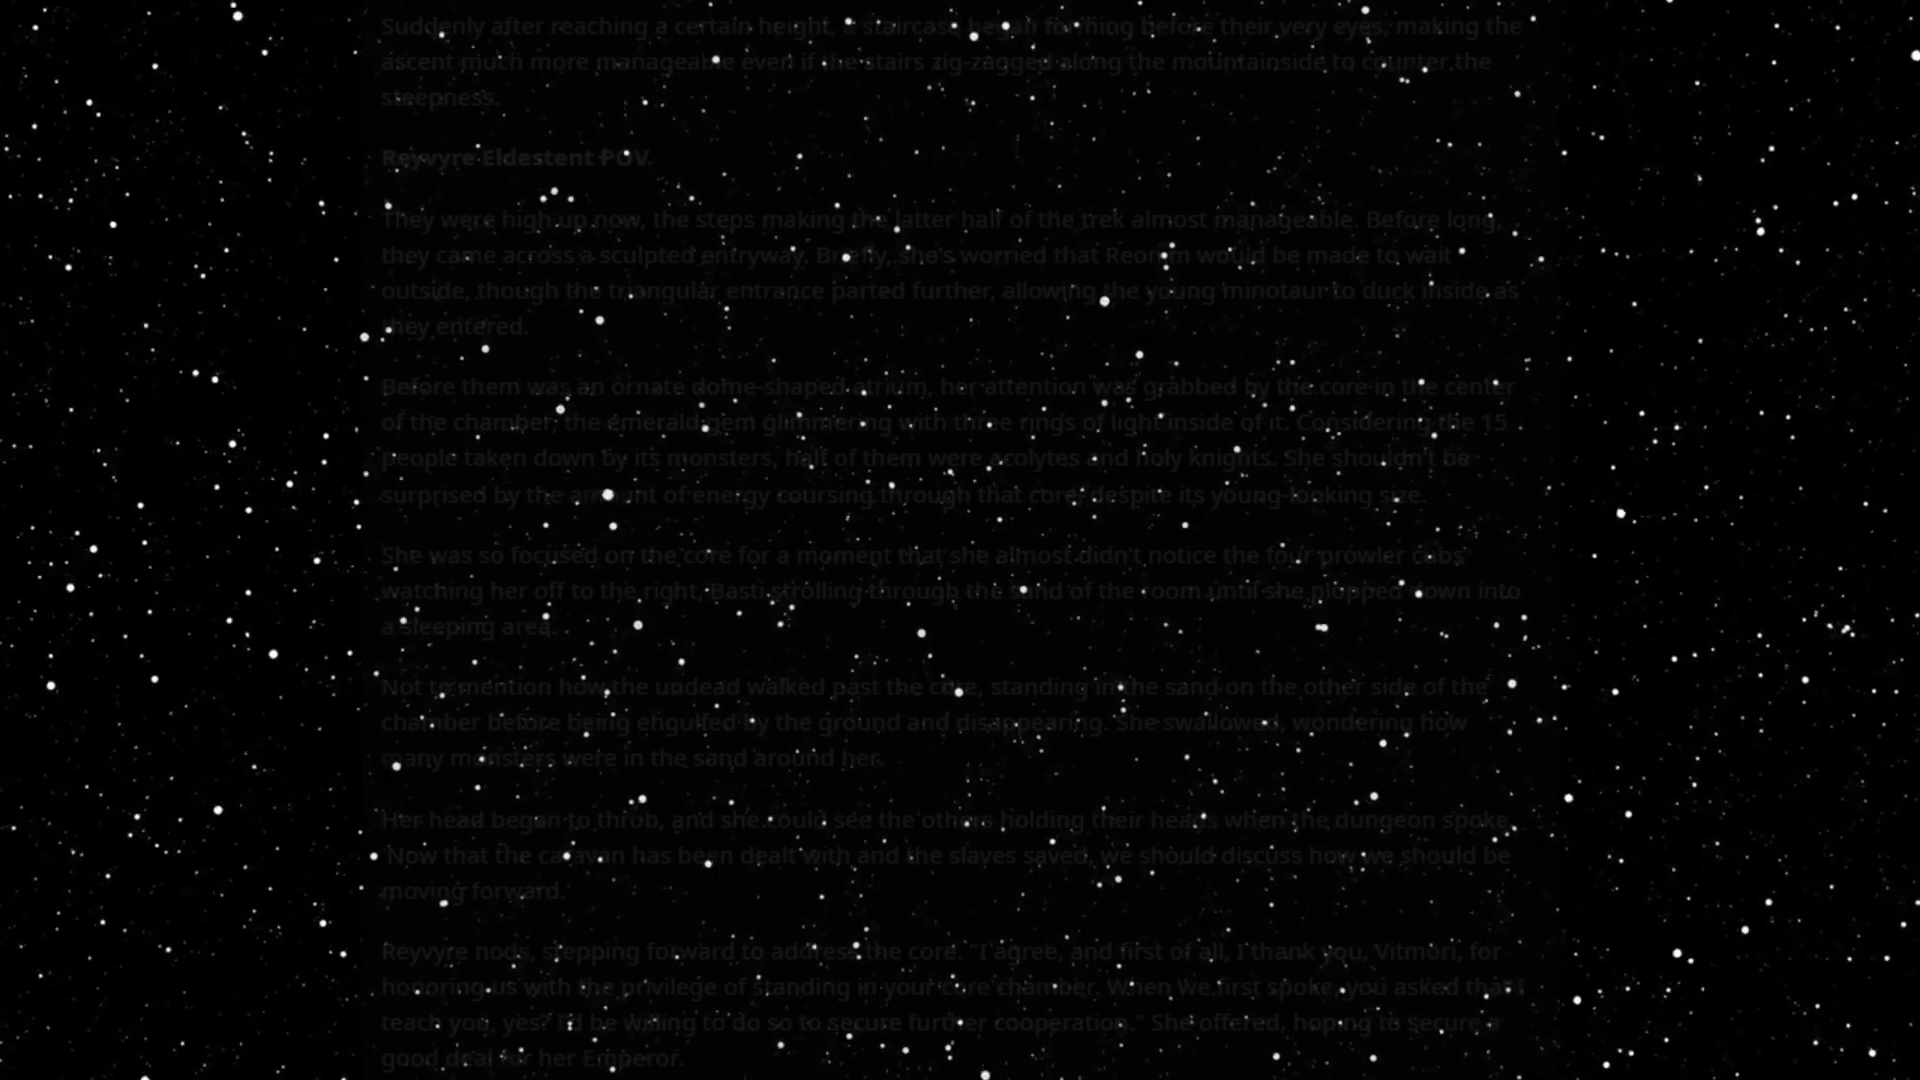 Suddenly after reaching a certain height, a staircase began forming before their very eyes, making the
ascent much more manageable even if the stairs zig-zagged along the mountainside to counter the
steepness.
Reyvyre Eldestent POV.
They were high up now, the steps making the latter half of the trek almost manageable. Before long,
they came across a sculpted entryway. Briefly, she's worried that Reonim would be made to wait
outside, though the triangular entrance parted further, allowing the young minotaur to duck inside as
they entered.
Before them was an ornate dome-shaped atrium, her attention was grabbed by the core in the center
of the chamber; the emerald gem glimmering with three rings of light inside of it. Considering the 15
people taken down by its monsters, half of them were acolytes and holy knights. She shouldn't be
surprised by the amount of energy coursing through that core, despite its young-looking size.
She was so focused on the core for a moment that she almost didn't notice the four prowler cubs
watching her off to the right, Basti strolling through the sand of the room until she plopped down into
a sleeping area.
Not to mention how the undead walked past the core, standing in the sand on the other side of the
chamber before being engulfed by the ground and disappearing. She swallowed, wondering how
many monsters were in the sand around her.
Her head began to throb, and she could see the others holding their heads when the dungeon spoke.
'Now that the caravan has been dealt with and the slaves saved, we should discuss how we should be
moving forward.'
Reyvyre nods, stepping forward to address the core. "I agree, and first of all, I thank you, Vitmori, for
honoring us with the privilege of standing in your core chamber. When We first spoke, you asked that I
teach you, yes? I'd be willing to do so to secure further cooperation." She offered, hoping to secure a
good deal for her Emperor.